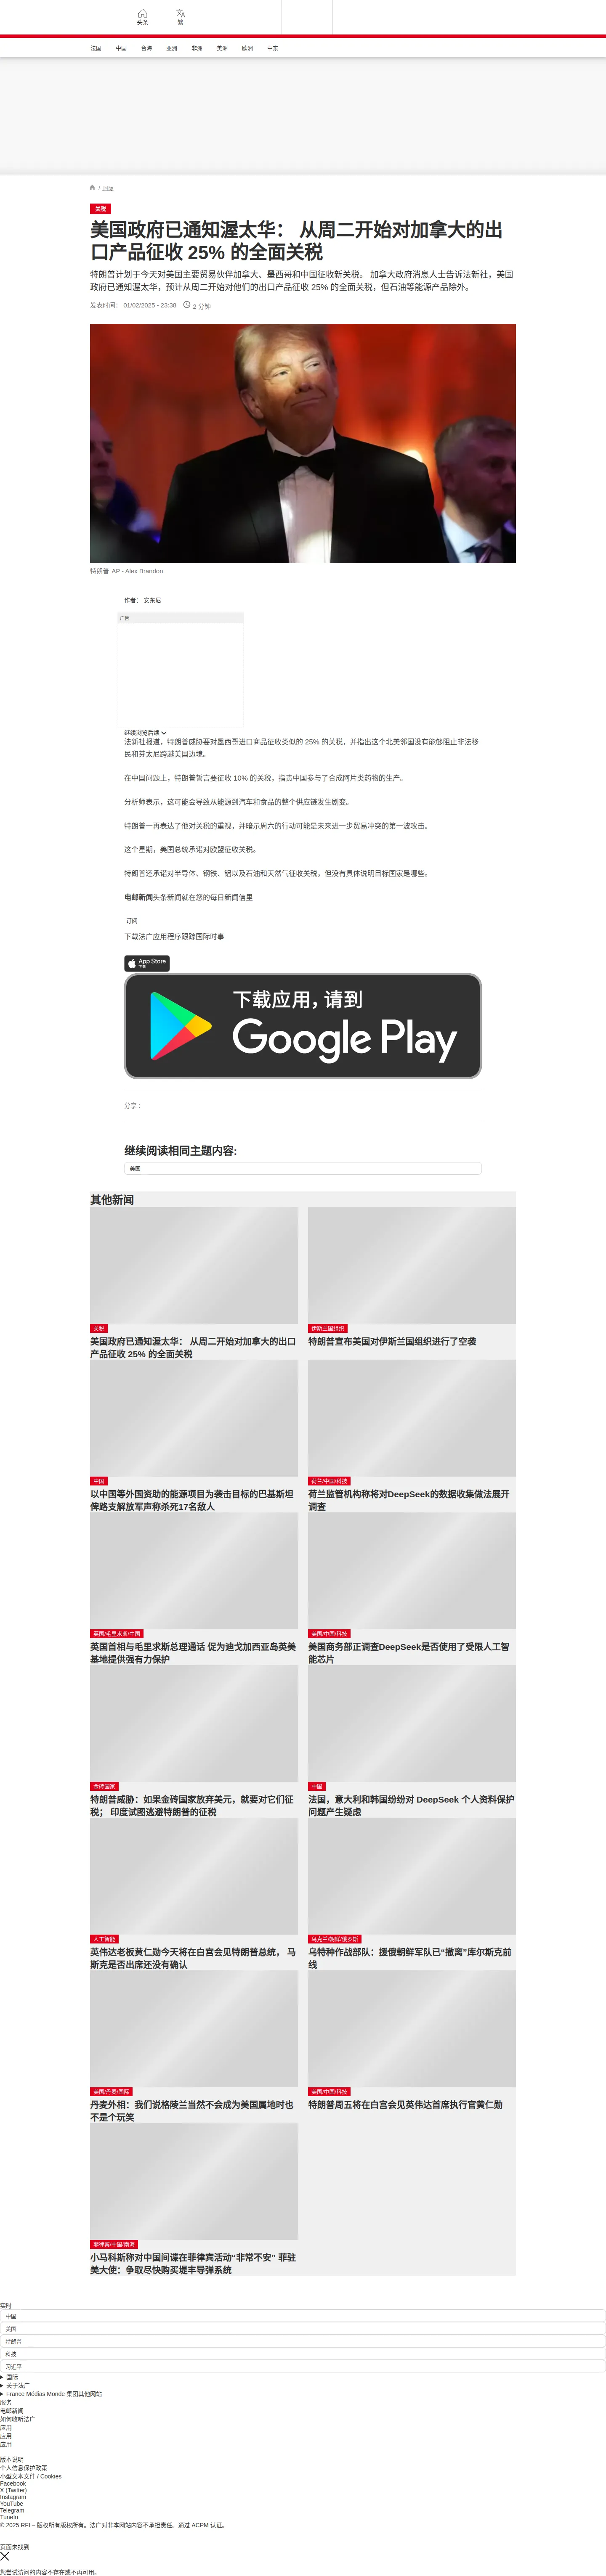 头条
繁
法国
中国
台海
亚洲
非洲
美洲
欧洲
中东
/ 国际
关税
美国政府已通知渥太华： 从周二开始对加拿大的出
口产品征收 25% 的全面关税
特朗普计划于今天对美国主要贸易伙伴加拿大、墨西哥和中国征收新关税。 加拿大政府消息人士告诉法新社，美国
政府已通知渥太华，预计从周二开始对他们的出口产品征收 25% 的全面关税，但石油等能源产品除外。
发表时间： 01/02/2025 - 23:38
2 分钟
特朗普 AP - Alex Brandon
作者： 安东尼
广告
继续浏览后续
法新社报道，特朗普威胁要对墨西哥进口商品征收类似的 25% 的关税，并指出这个北美邻国没有能够阻止非法移
民和芬太尼跨越美国边境。
在中国问题上，特朗普誓言要征收 10% 的关税，指责中国参与了合成阿片类药物的生产。
分析师表示，这可能会导致从能源到汽车和食品的整个供应链发生剧变。
特朗普一再表达了他对关税的重视，并暗示周六的行动可能是未来进一步贸易冲突的第一波攻击。
这个星期，美国总统承诺对欧盟征收关税。
特朗普还承诺对半导体、钢铁、铝以及石油和天然气征收关税，但没有具体说明目标国家是哪些。
电邮新闻头条新闻就在您的每日新闻信里
订阅
下载法广应用程序跟踪国际时事
App Store
下载
下载应用，请到
Google Play
分享 :
继续阅读相同主题内容:
美国
其他新闻
关税
美国政府已通知渥太华： 从周二开始对加拿大的出口
产品征收 25% 的全面关税
伊斯兰国组织
特朗普宣布美国对伊斯兰国组织进行了空袭
中国
以中国等外国资助的能源项目为袭击目标的巴基斯坦
俾路支解放军声称杀死17名敌人
荷兰/中国/科技
荷兰监管机构称将对DeepSeek的数据收集做法展开
调查
英国/毛里求斯/中国
英国首相与毛里求斯总理通话 促为迪戈加西亚岛英美
基地提供强有力保护
美国/中国/科技
美国商务部正调查DeepSeek是否使用了受限人工智
能芯片
金砖国家
特朗普威胁：如果金砖国家放弃美元，就要对它们征
税； 印度试图逃避特朗普的征税
中国
法国，意大利和韩国纷纷对 DeepSeek 个人资料保护
问题产生疑虑
人工智能
英伟达老板黄仁勋今天将在白宫会见特朗普总统， 马
斯克是否出席还没有确认
乌克兰/朝鲜/俄罗斯
乌特种作战部队：援俄朝鲜军队已“撤离”库尔斯克前
线
美国/丹麦/国际
丹麦外相：我们说格陵兰当然不会成为美国属地时也
不是个玩笑
美国/中国/科技
特朗普周五将在白宫会见英伟达首席执行官黄仁勋
菲律宾/中国/南海
小马科斯称对中国间谍在菲律宾活动“非常不安” 菲驻
美大使：争取尽快购买堤丰导弹系统
实时
中国
美国
特朗普
科技
习近平
国际
关于法广
France Médias Monde 集团其他网站
服务
电邮新闻
如何收听法广
应用
应用
应用
版本说明
个人信息保护政策
小型文本文件 / Cookies
Facebook
X (Twitter)
Instagram
YouTube
Telegram
TuneIn
© 2025 RFI – 版权所有版权所有。法广对非本网站内容不承担责任。通过 ACPM 认证。
页面未找到
您尝试访问的内容不存在或不再可用。